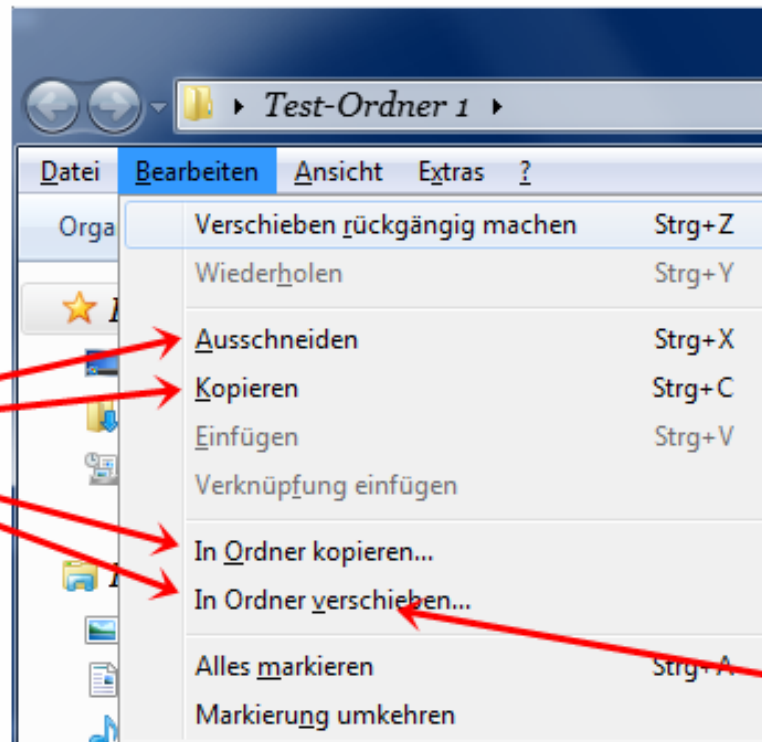 Test-Ordner 1
Datei Bearbeiten Ansicht Extras ?
Orga
Verschieben rückgängig machen Strg+Z
Wiederholen Strg+Y
Ausschneiden Strg+X
Kopieren Strg+C
Einfügen Strg+V
Verknüpfung einfügen
In Ordner kopieren...
In Ordner verschieben...
Alles markieren Strg+A
Markierung umkehren